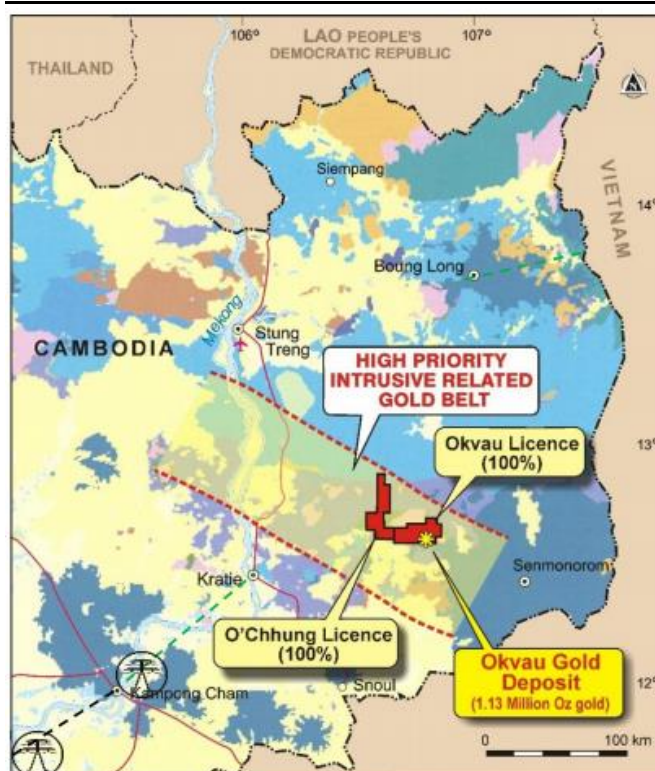 106°
LAO PEOPLE'S
DEMOCRATIC REPUBLIC
107°
THAILAND
N
VIETNAM
Siempang
14°
Boung Long
Mekong
Stung
Treng
CAMBODIA
HIGH PRIORITY
INTRUSIVE RELATED
GOLD BELT
13°
Okvau Licence
(100%)
Kratie
Senmonorom
O'Chhung Licence
(100%)
Okvau Gold
Deposit
(1.13 Million Oz gold)
Snoul
12°
Kampong Cham
0
100 km